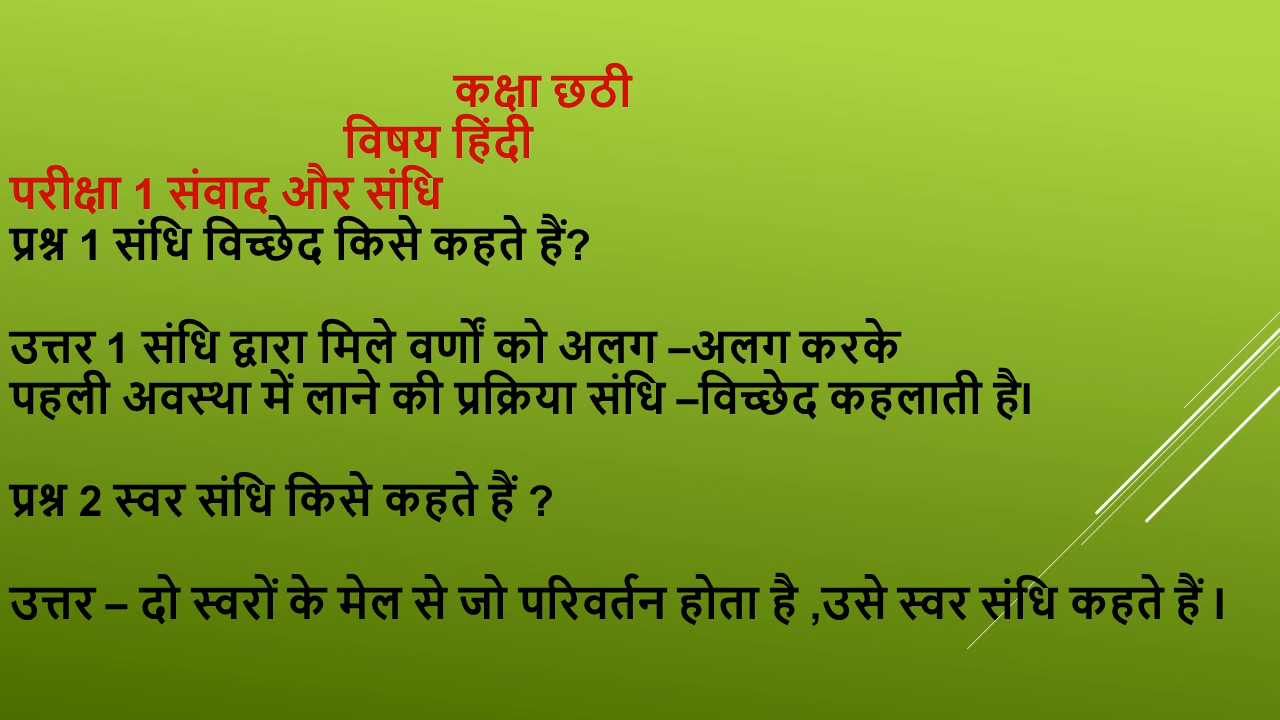 कक्षा छठी
विषय हिंदी
परीक्षा 1 संवाद और संधि
प्रश्न 1 संधि विच्छेद किसे कहते हैं?
उत्तर 1 संधि द्वारा मिले वर्णों को अलग –अलग करके
पहली अवस्था में लाने की प्रक्रिया संधि –विच्छेद कहलाती है।
प्रश्न 2 स्वर संधि किसे कहते हैं ?
उत्तर – दो स्वरों के मेल से जो परिवर्तन होता है ,उसे स्वर संधि कहते हैं ।